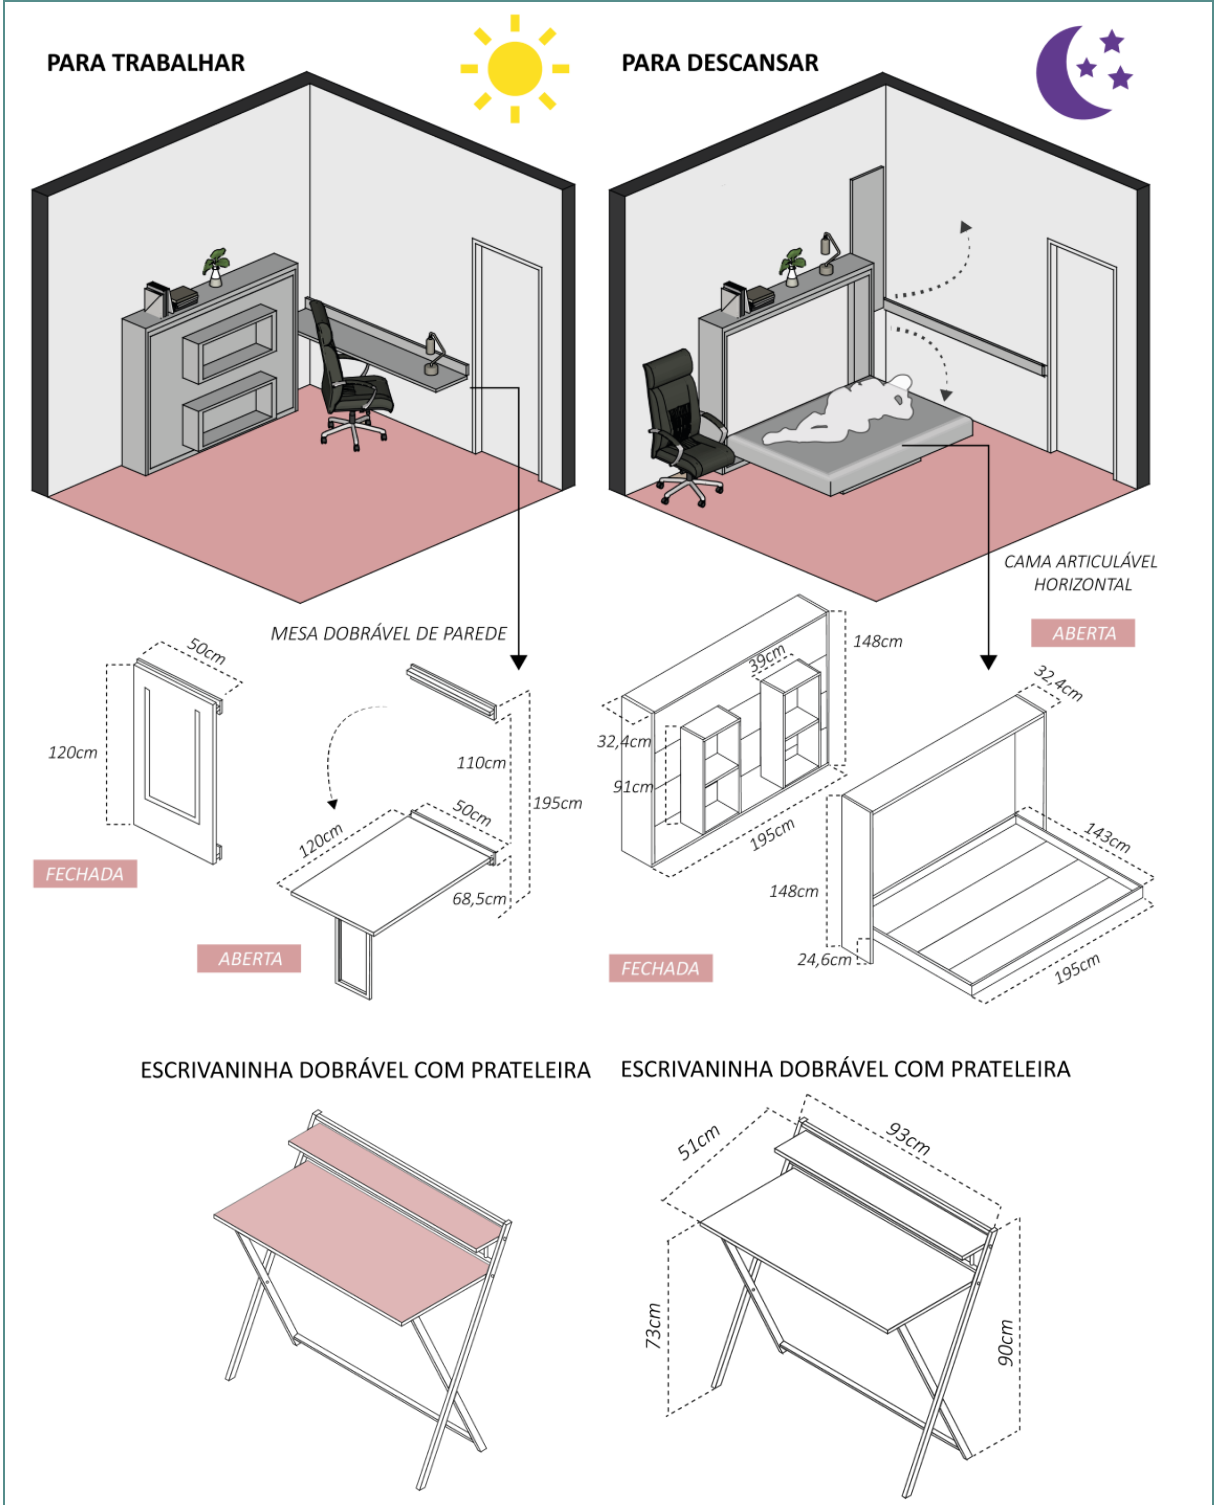 PARA TRABALHAR
PARA DESCANSAR
CAMA ARTICULÁVEL
HORIZONTAL
ABERTA
MESA DOBRÁVEL DE PAREDE
50cm
120cm
FECHADA
110cm
195cm
50cm
120cm
68,5cm
ABERTA
148cm
39cm
32,4cm
91cm
195cm
FECHADA
32,4cm
143cm
148cm
24,6cm
195cm
ESCRIVANINHA DOBRÁVEL COM PRATELEIRA
ESCRIVANINHA DOBRÁVEL COM PRATELEIRA
51cm
93cm
73cm
90cm